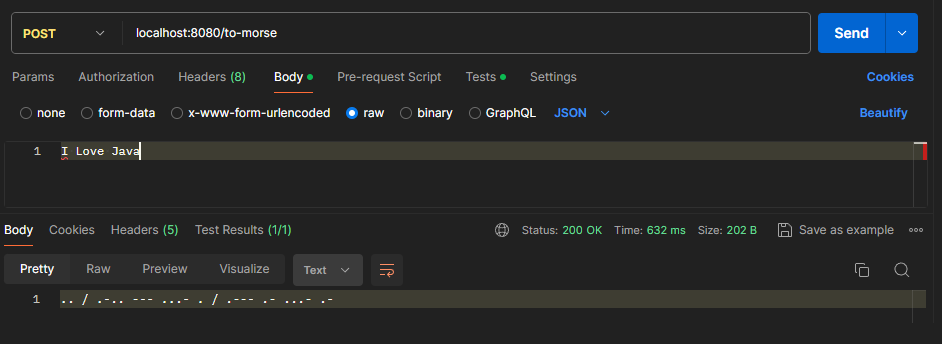 POST localhost:8080/to-morse Send
Params Authorization Headers (8) Body Pre-request Script Tests Settings Cookies
none form-data x-www-form-urlencoded raw binary GraphQL JSON Beautify
1 I Love Java
Body Cookies Headers (5) Test Results (1/1) Status: 200 OK Time: 632 ms Size: 202 B Save as example
Pretty Raw Preview Visualize Text
1 .. / .-.. --- ...- . / .--- .- ...- .-